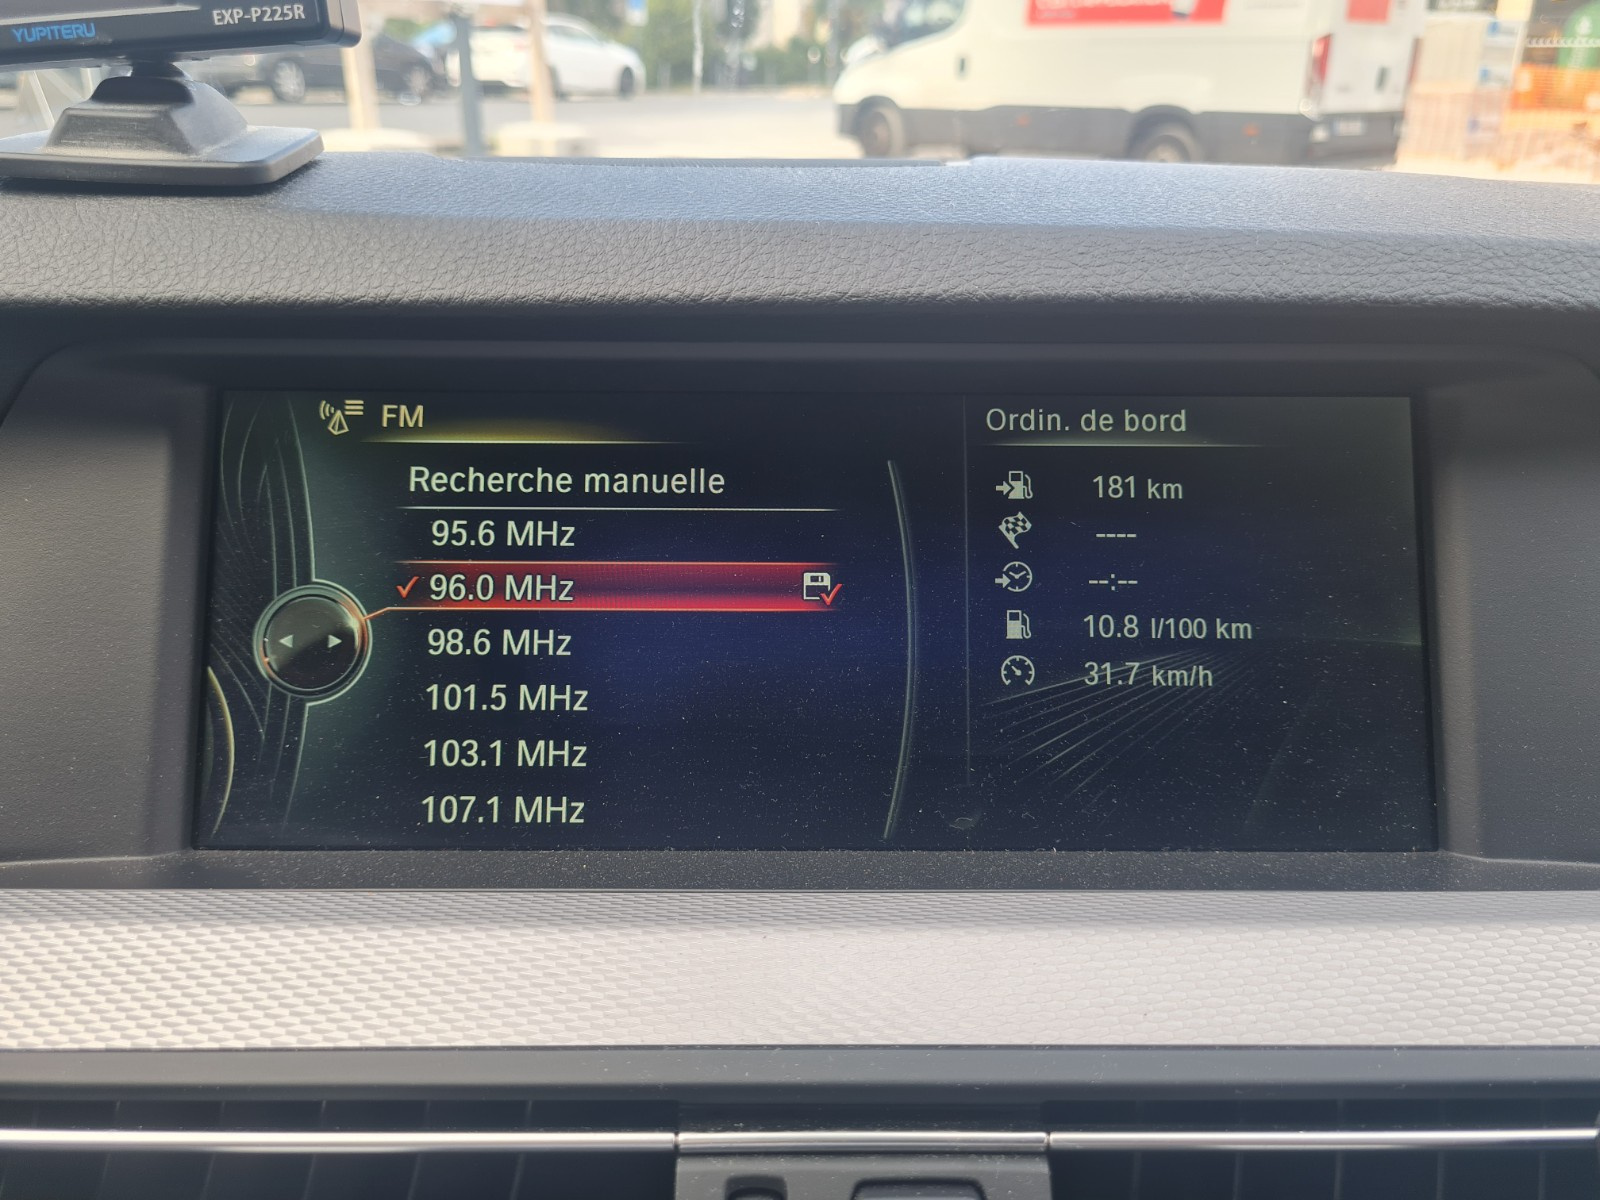 YUPITERU EXP-P225R
FM
Recherche manuelle
95.6 MHz
96.0 MHz
98.6 MHz
101.5 MHz
103.1 MHz
107.1 MHz
Ordin. de bord
181 km
----
--:--
10.8 l/100 km
31.7 km/h